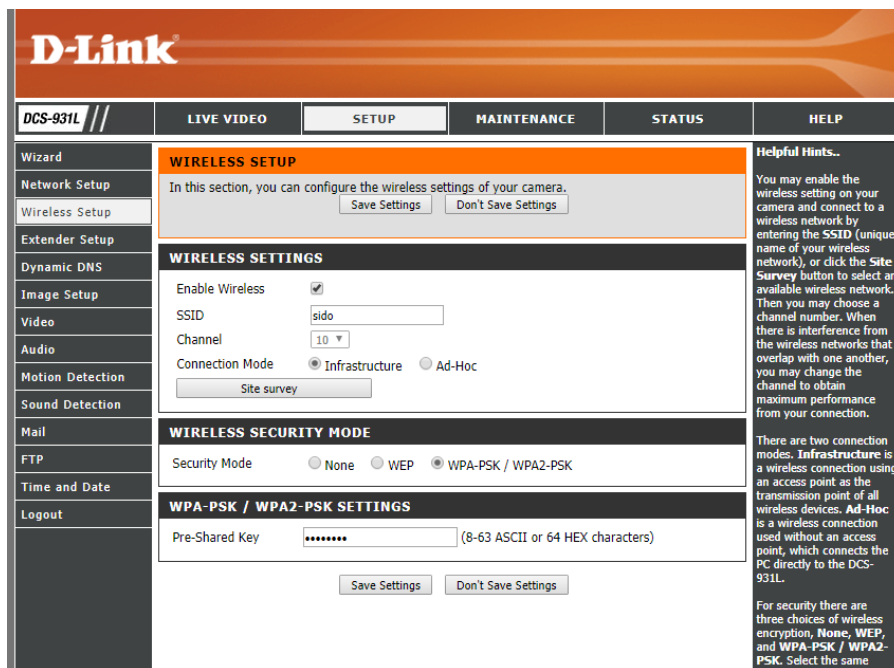 D-Link
DCS-931L // LIVE VIDEO SETUP MAINTENANCE STATUS HELP
Wizard
Network Setup
Wireless Setup
Extender Setup
Dynamic DNS
Image Setup
Video
Audio
Motion Detection
Sound Detection
Mail
FTP
Time and Date
Logout
WIRELESS SETUP
In this section, you can configure the wireless settings of your camera.
Save Settings Don't Save Settings
WIRELESS SETTINGS
Enable Wireless
SSID sido
Channel 10
Connection Mode Infrastructure Ad-Hoc
Site survey
WIRELESS SECURITY MODE
Security Mode None WEP WPA-PSK / WPA2-PSK
WPA-PSK / WPA2-PSK SETTINGS
Pre-Shared Key •••••••• (8-63 ASCII or 64 HEX characters)
Save Settings Don't Save Settings
Helpful Hints..
You may enable the
wireless setting on your
camera and connect to a
wireless network by
entering the SSID (unique
name of your wireless
network), or click the Site
Survey button to select an
available wireless network.
Then you may choose a
channel number. When
there is interference from
the wireless networks that
overlap with one another,
you may change the
channel to obtain
maximum performance
from your connection.
There are two connection
modes. Infrastructure is
a wireless connection using
an access point as the
transmission point of all
wireless devices. Ad-Hoc
is a wireless connection
used without an access
point, which connects the
PC directly to the DCS-
931L.
For security there are
three choices of wireless
encryption, None, WEP,
and WPA-PSK / WPA2-
PSK. Select the same